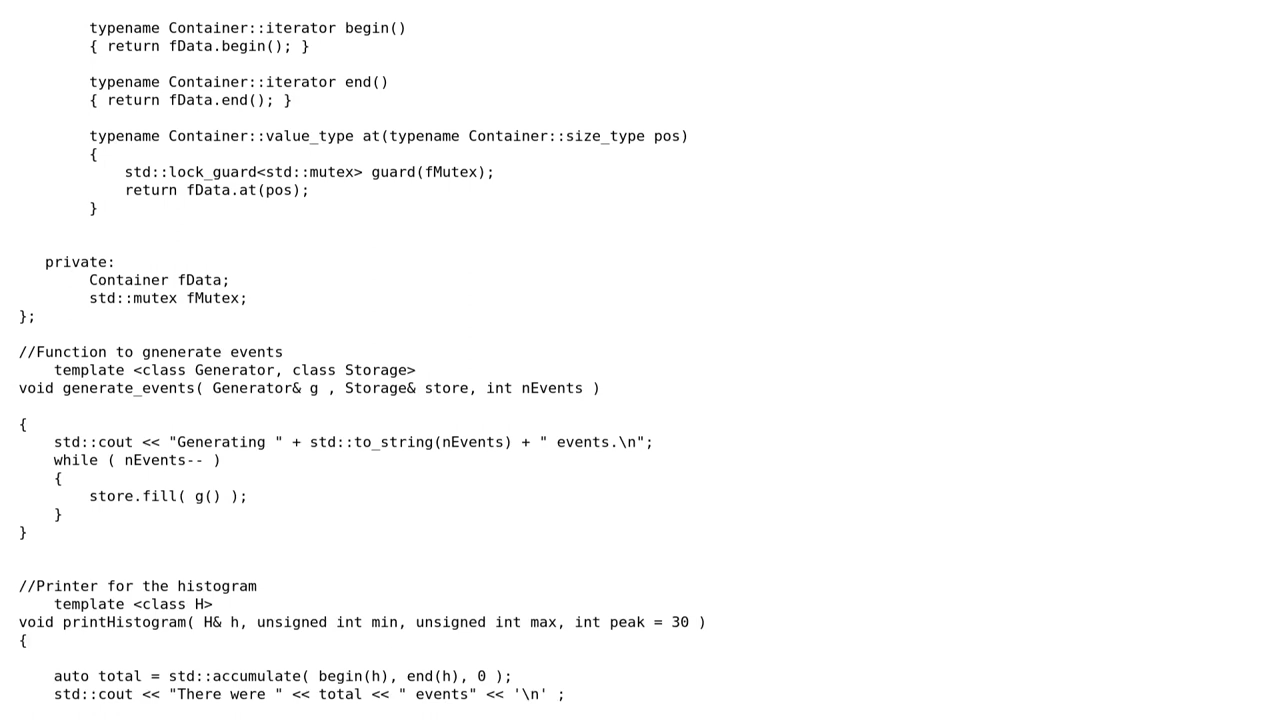 typename Container::iterator begin()
{ return fData.begin(); }
typename Container::iterator end()
{ return fData.end(); }
typename Container::value_type at(typename Container::size_type pos)
{
std::lock_guard<std::mutex> guard(fMutex);
return fData.at(pos);
}
private:
Container fData;
std::mutex fMutex;
};
//Function to gnenerate events
template <class Generator, class Storage>
void generate_events( Generator& g , Storage& store, int nEvents )
{
std::cout << "Generating " + std::to_string(nEvents) + " events.\n";
while ( nEvents-- )
{
store.fill( g() );
}
}
//Printer for the histogram
template <class H>
void printHistogram( H& h, unsigned int min, unsigned int max, int peak = 30 )
{
auto total = std::accumulate( begin(h), end(h), 0 );
std::cout << "There were " << total << " events" << '\n' ;